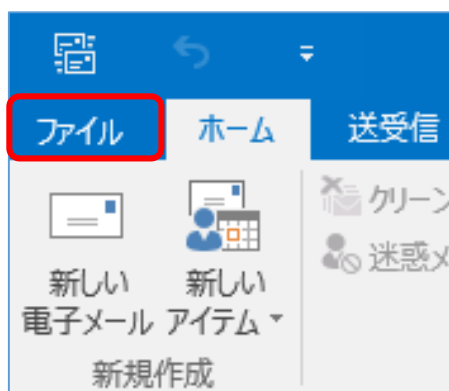 ファイル ホーム 送受信
クリーン
迷惑メ
新しい
電子メール
新しい
アイテム
新規作成